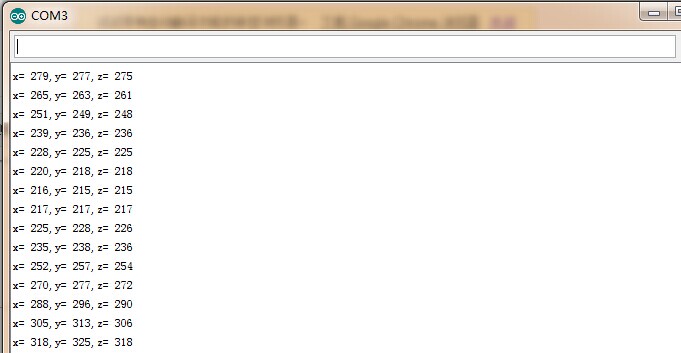 COM3
x= 279, y= 277, z= 275
x= 265, y= 263, z= 261
x= 251, y= 249, z= 248
x= 239, y= 236, z= 236
x= 228, y= 225, z= 225
x= 220, y= 218, z= 218
x= 216, y= 215, z= 215
x= 217, y= 217, z= 217
x= 225, y= 228, z= 226
x= 235, y= 238, z= 236
x= 252, y= 257, z= 254
x= 270, y= 277, z= 272
x= 288, y= 296, z= 290
x= 305, y= 313, z= 306
x= 318, y= 325, z= 318